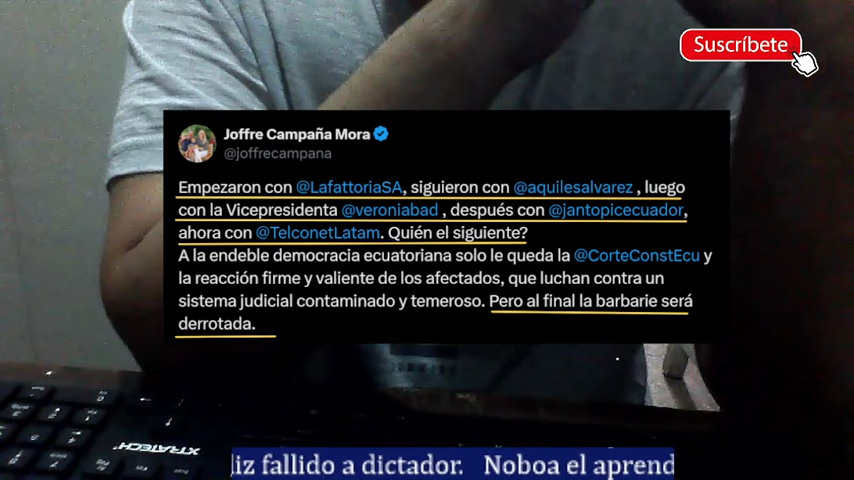 Suscríbete
Joffre Campaña Mora
@joffrecampana
Empezaron con @LafattoriaSA, siguieron con @aquilesalvarez , luego
con la Vicepresidenta @veroniabad , después con @jantopicecuador,
ahora con @TelconetLatam. Quién el siguiente?
A la endeble democracia ecuatoriana solo le queda la @CorteConstEcu y
la reacción firme y valiente de los afectados, que luchan contra un
sistema judicial contaminado y temeroso. Pero al final la barbarie será
derrotada.
XTRATECH
liz fallido a dictador. Noboa el aprend